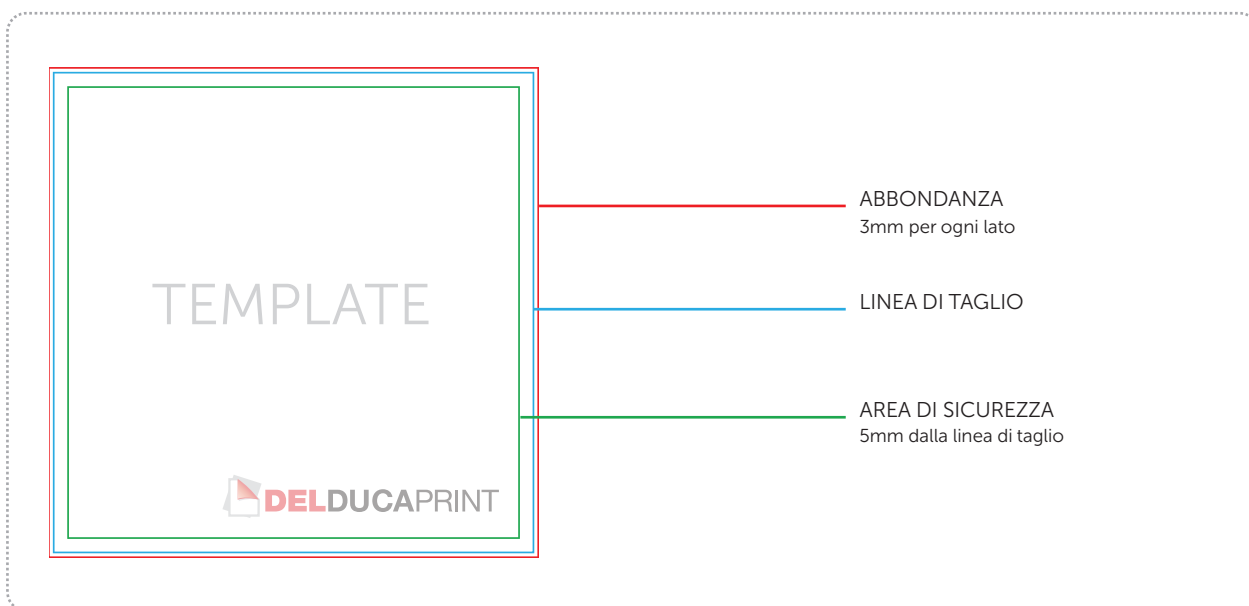 TEMPLATE
DELDUCAPRINT
ABBONDANZA
3mm per ogni lato
LINEA DI TAGLIO
AREA DI SICUREZZA
5mm dalla linea di taglio